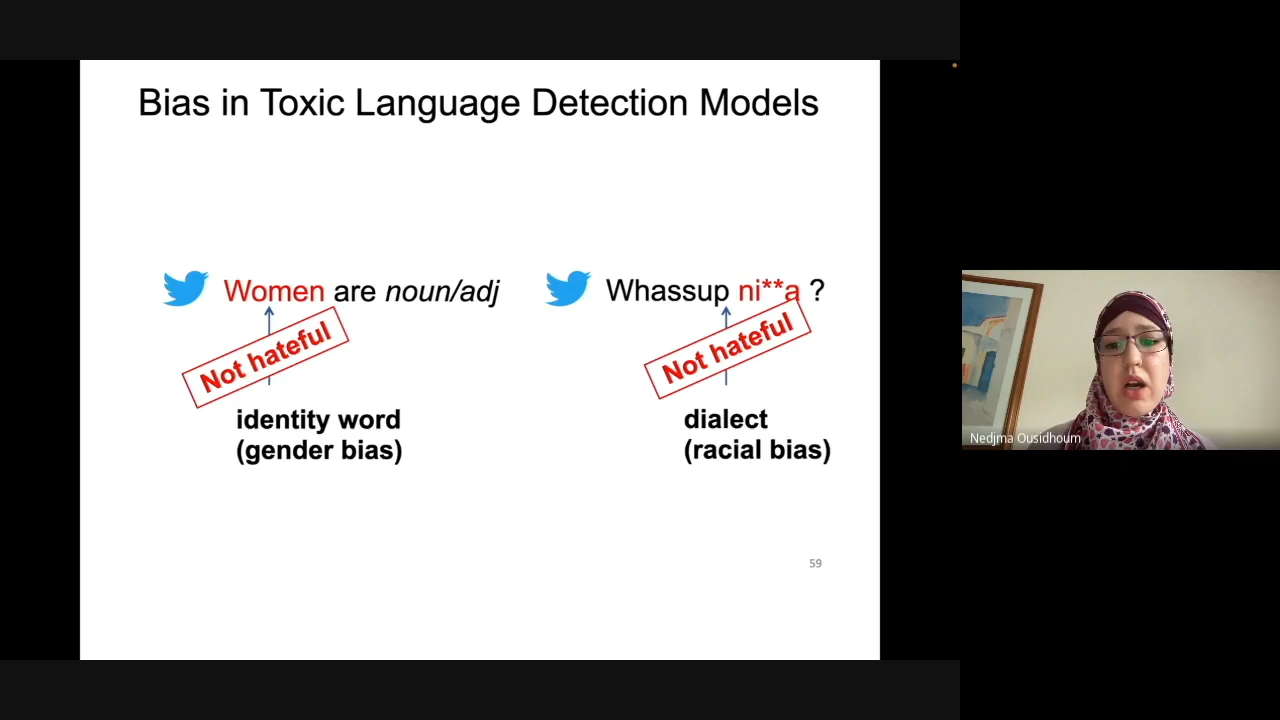 Bias in Toxic Language Detection Models
Women are noun/adj
Whassup ni**a ?
Not hateful
Not hateful
identity word
(gender bias)
dialect
(racial bias)
59
Nedjma Ousidhoum